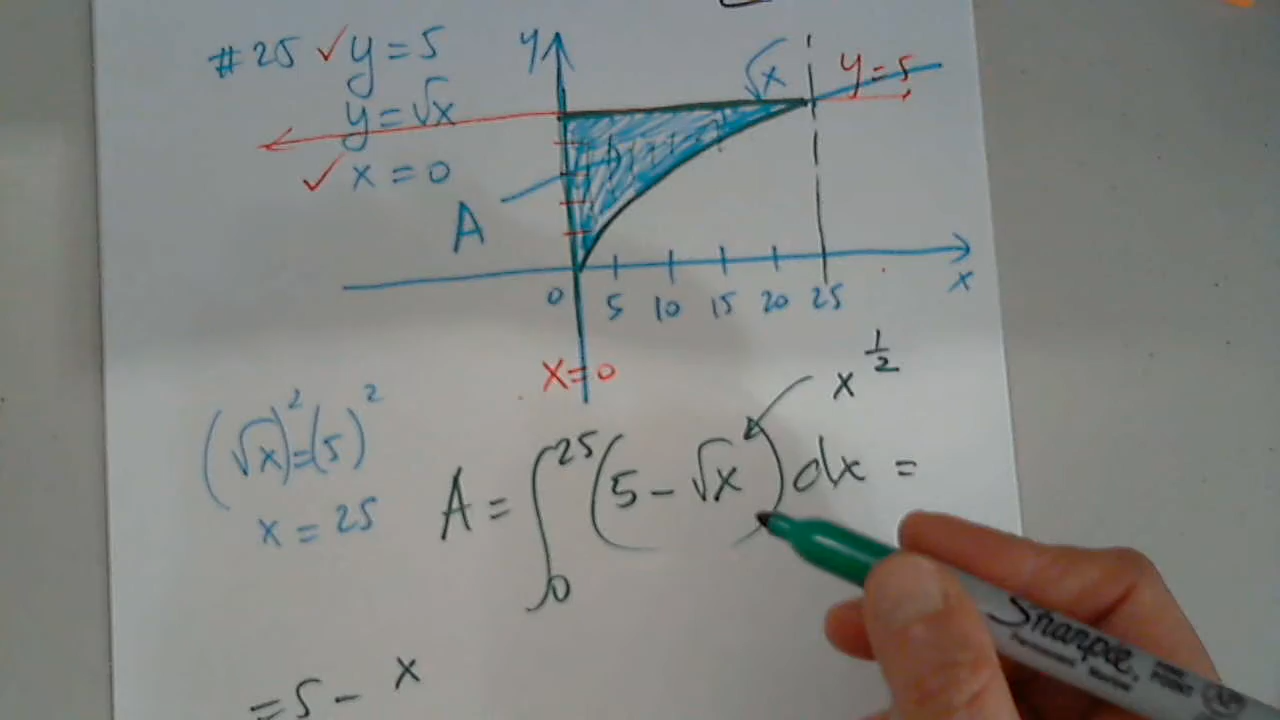 #25 ✓ y = 5
y = √x
✓ x = 0
y
√x
y = 5
A
0 5 10 15 20 25
x
x = 0
(√x)² = (5)²
x = 25
x^{1/2}
A = ∫₀²⁵ (5 - √x) dx =
= 5 - x
Sharpie